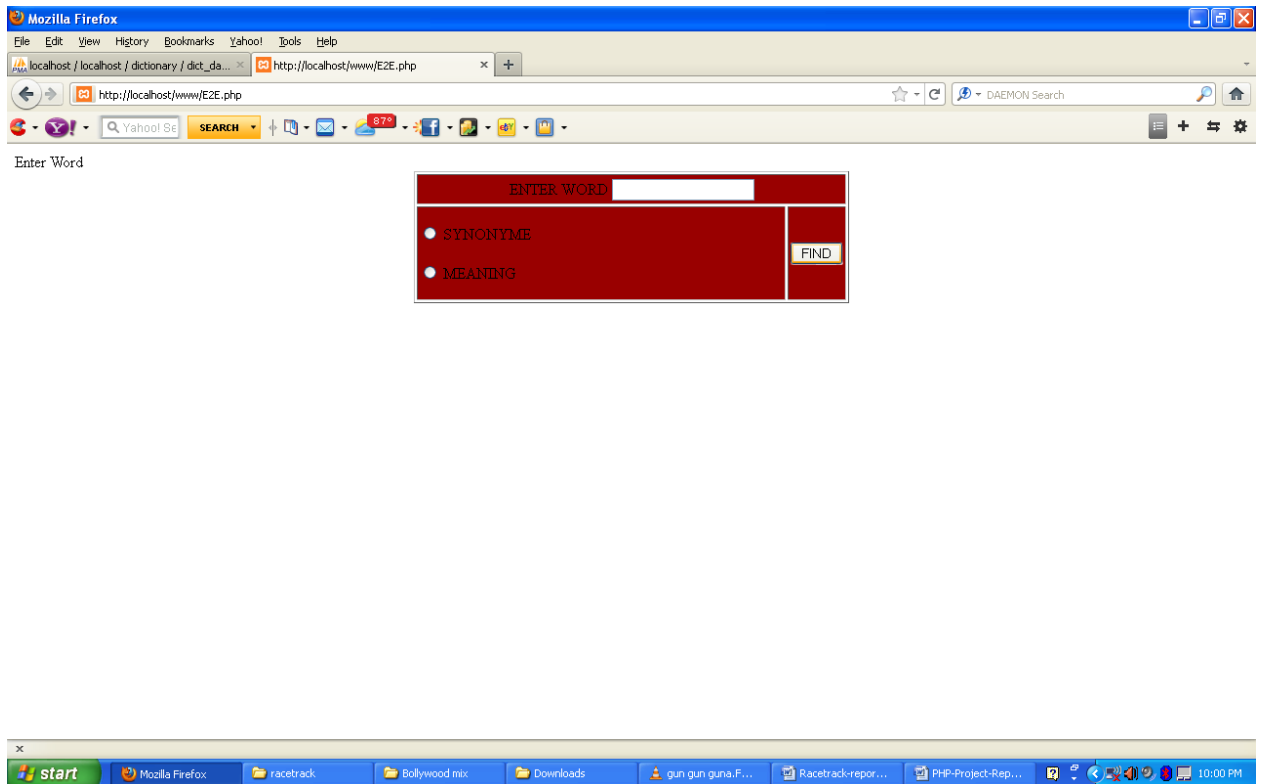 Mozilla Firefox
File Edit View History Bookmarks Yahoo! Tools Help
localhost / localhost / dictionary / dict_da... × http://localhost/www/E2E.php × +
http://localhost/www/E2E.php DAEMON Search
Yahoo! Se SEARCH 87°
Enter Word
ENTER WORD
SYNONYME
FIND
MEANING
×
start Mozilla Firefox racetrack Bollywood mix Downloads gun gun guna.F... Racetrack-repor... PHP-Project-Rep... 10:00 PM